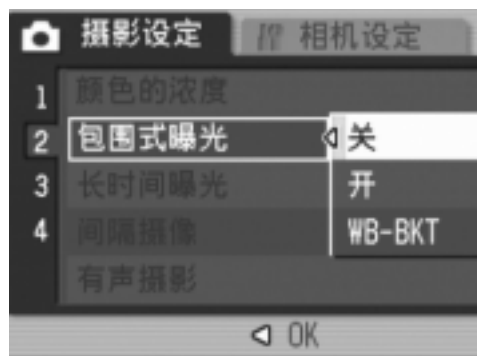 摄影设定 相机设定
1 颜色的浓度
2 包围式曝光 关
3 长时间曝光 开
4 间隔摄像 WB-BKT
有声摄影
OK